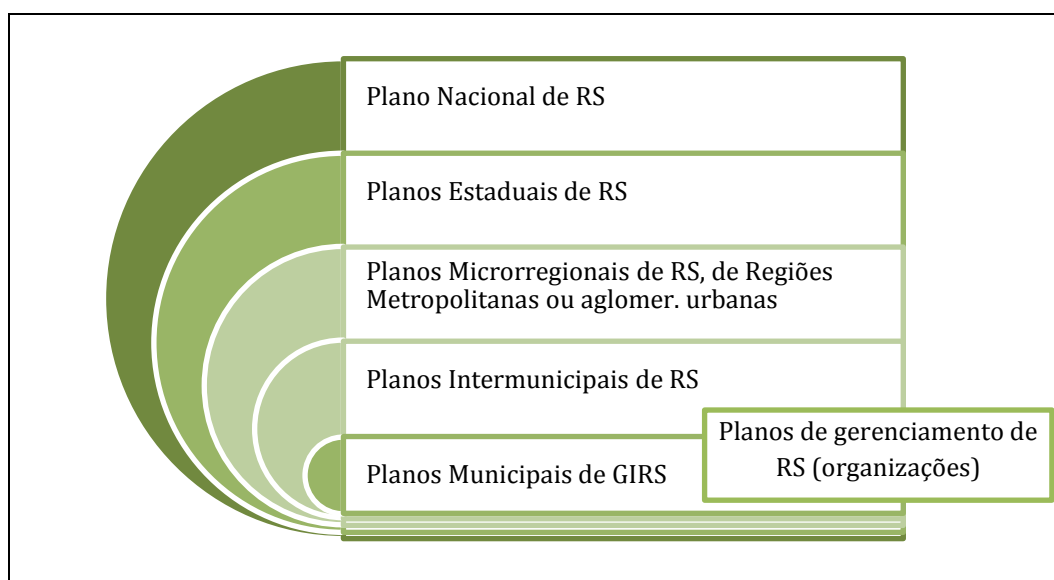 Plano Nacional de RS
Planos Estaduais de RS
Planos Microrregionais de RS, de Regiões
Metropolitanas ou aglomer. urbanas
Planos Intermunicipais de RS
Planos de gerenciamento de
RS (organizações)
Planos Municipais de GIRS